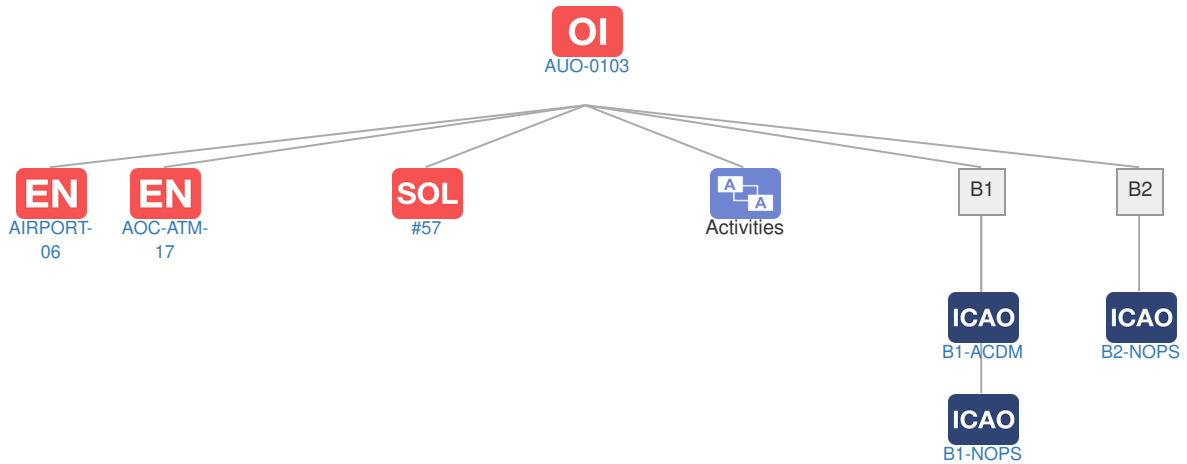 OI
AUO-0103
EN
EN
SOL
A
A
B1
B2
AIRPORT-
06
AOC-ATM-
17
#57
Activities
ICAO
ICAO
B1-ACDM
B2-NOPS
ICAO
B1-NOPS